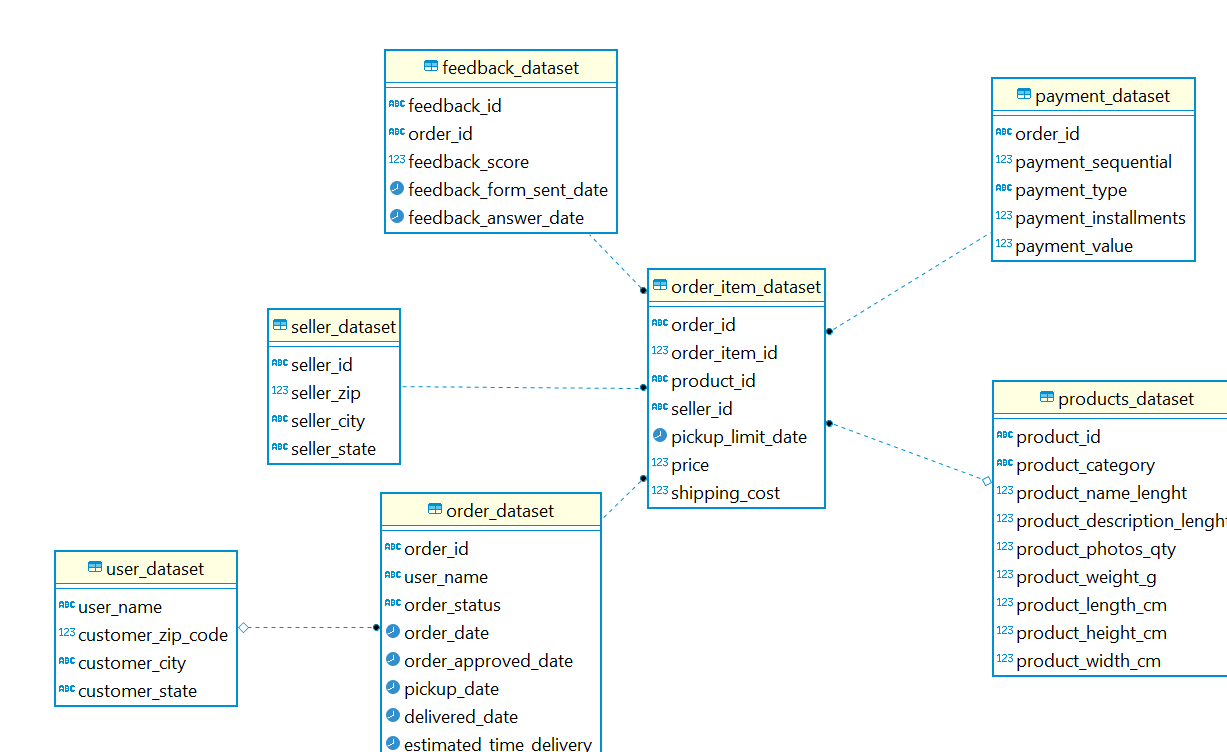 feedback_dataset
ABC feedback_id
ABC order_id
123 feedback_score
feedback_form_sent_date
feedback_answer_date
payment_dataset
ABC order_id
123 payment_sequential
ABC payment_type
123 payment_installments
123 payment_value
order_item_dataset
ABC order_id
123 order_item_id
ABC product_id
ABC seller_id
pickup_limit_date
123 price
123 shipping_cost
seller_dataset
ABC seller_id
123 seller_zip
ABC seller_city
ABC seller_state
products_dataset
ABC product_id
ABC product_category
123 product_name_lenght
123 product_description_lenght
123 product_photos_qty
123 product_weight_g
123 product_length_cm
123 product_height_cm
123 product_width_cm
order_dataset
ABC order_id
ABC user_name
ABC order_status
order_date
order_approved_date
pickup_date
delivered_date
estimated_time_delivery
user_dataset
ABC user_name
123 customer_zip_code
ABC customer_city
ABC customer_state